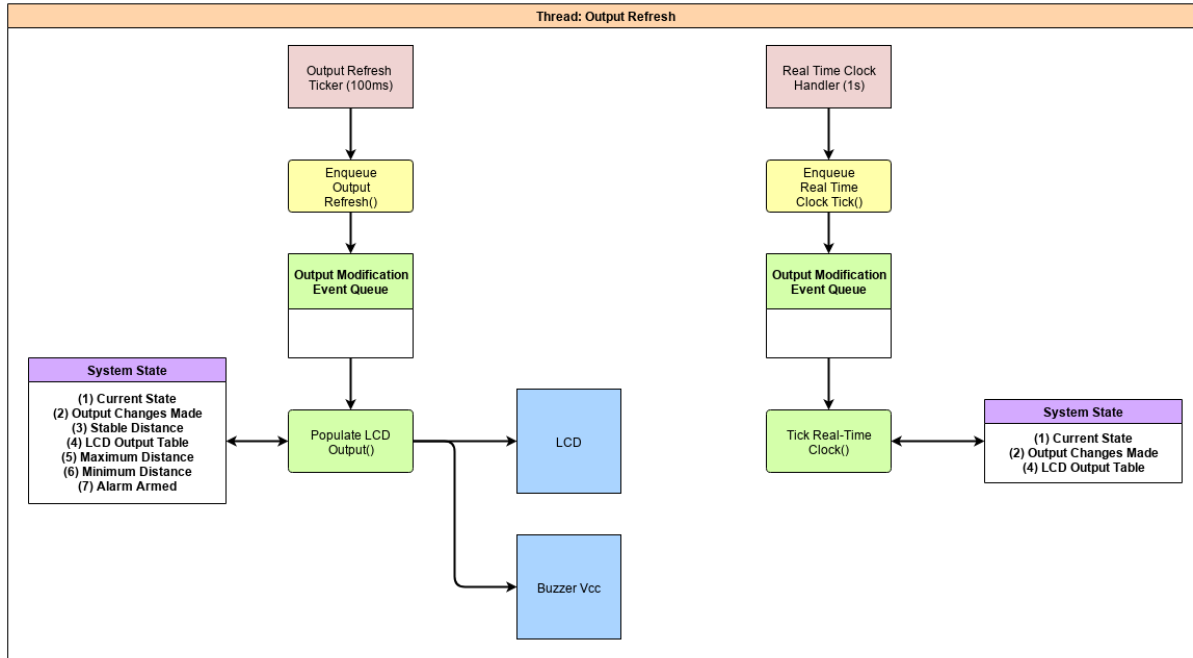 Thread: Output Refresh
Output Refresh
Ticker (100ms)
Enqueue
Output
Refresh()
Output Modification
Event Queue
System State
(1) Current State
(2) Output Changes Made
(3) Stable Distance
(4) LCD Output Table
(5) Maximum Distance
(6) Minimum Distance
(7) Alarm Armed
Populate LCD
Output()
LCD
Buzzer Vcc
Real Time Clock
Handler (1s)
Enqueue
Real Time
Clock Tick()
Output Modification
Event Queue
Tick Real-Time
Clock()
System State
(1) Current State
(2) Output Changes Made
(4) LCD Output Table